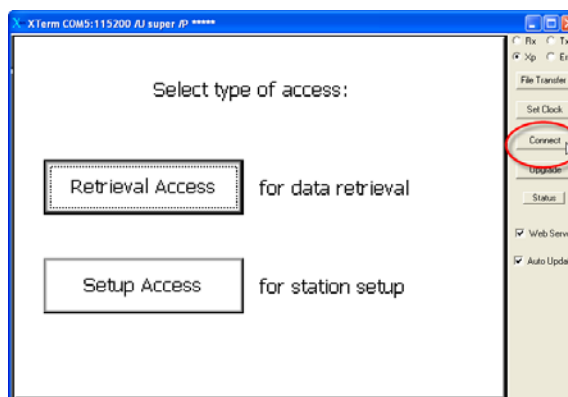 XTerm COM5:115200 /U super /P *****
Rx Tx
Xp
Select type of access:
File Transfer
Set Clock
Connect
Retrieval Access for data retrieval
Upgrade
Status
Web Serve
Auto Upda
Setup Access for station setup